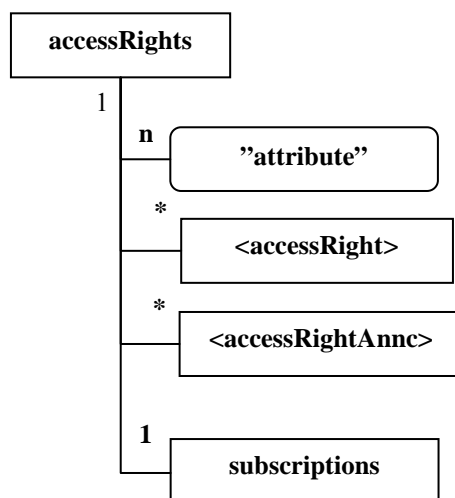 accessRights
1
n
”attribute”
*
<accessRight>
*
<accessRightAnnc>
1
subscriptions